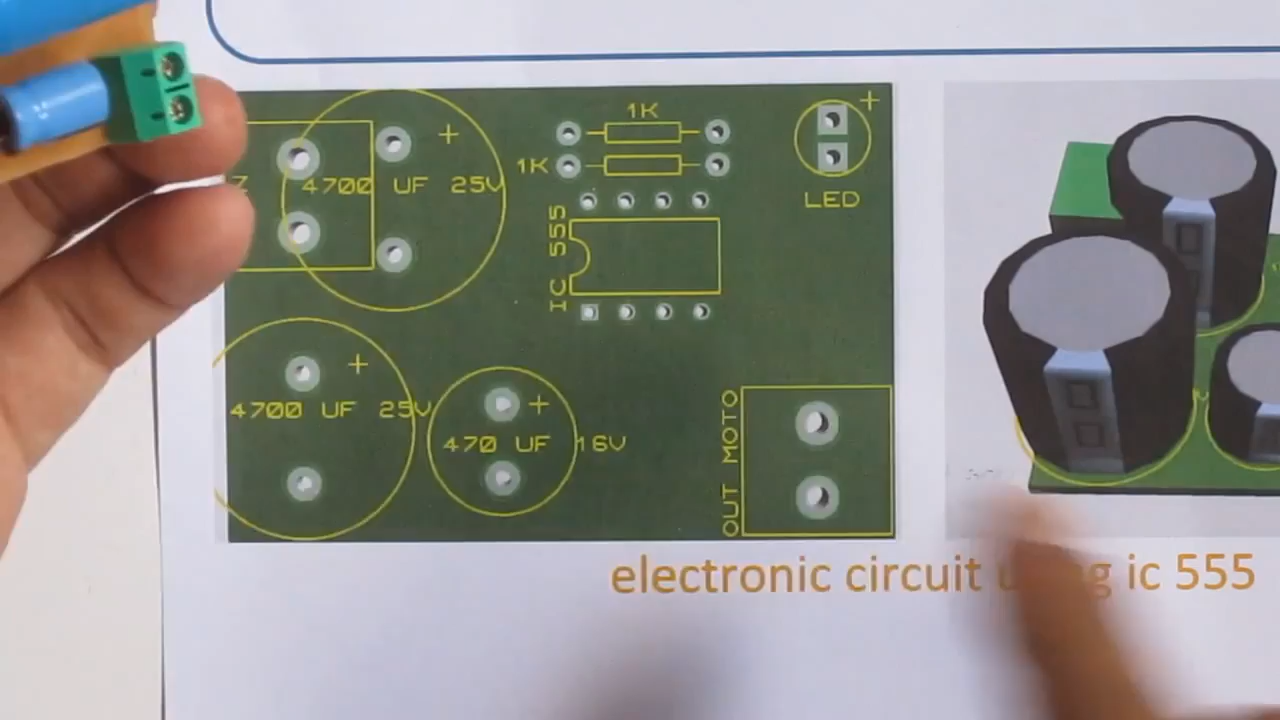 1K
1K
4700 UF 25V
IC 555
LED
4700 UF 25V
470 UF 16V
OUT MOTO
electronic circuit ic 555